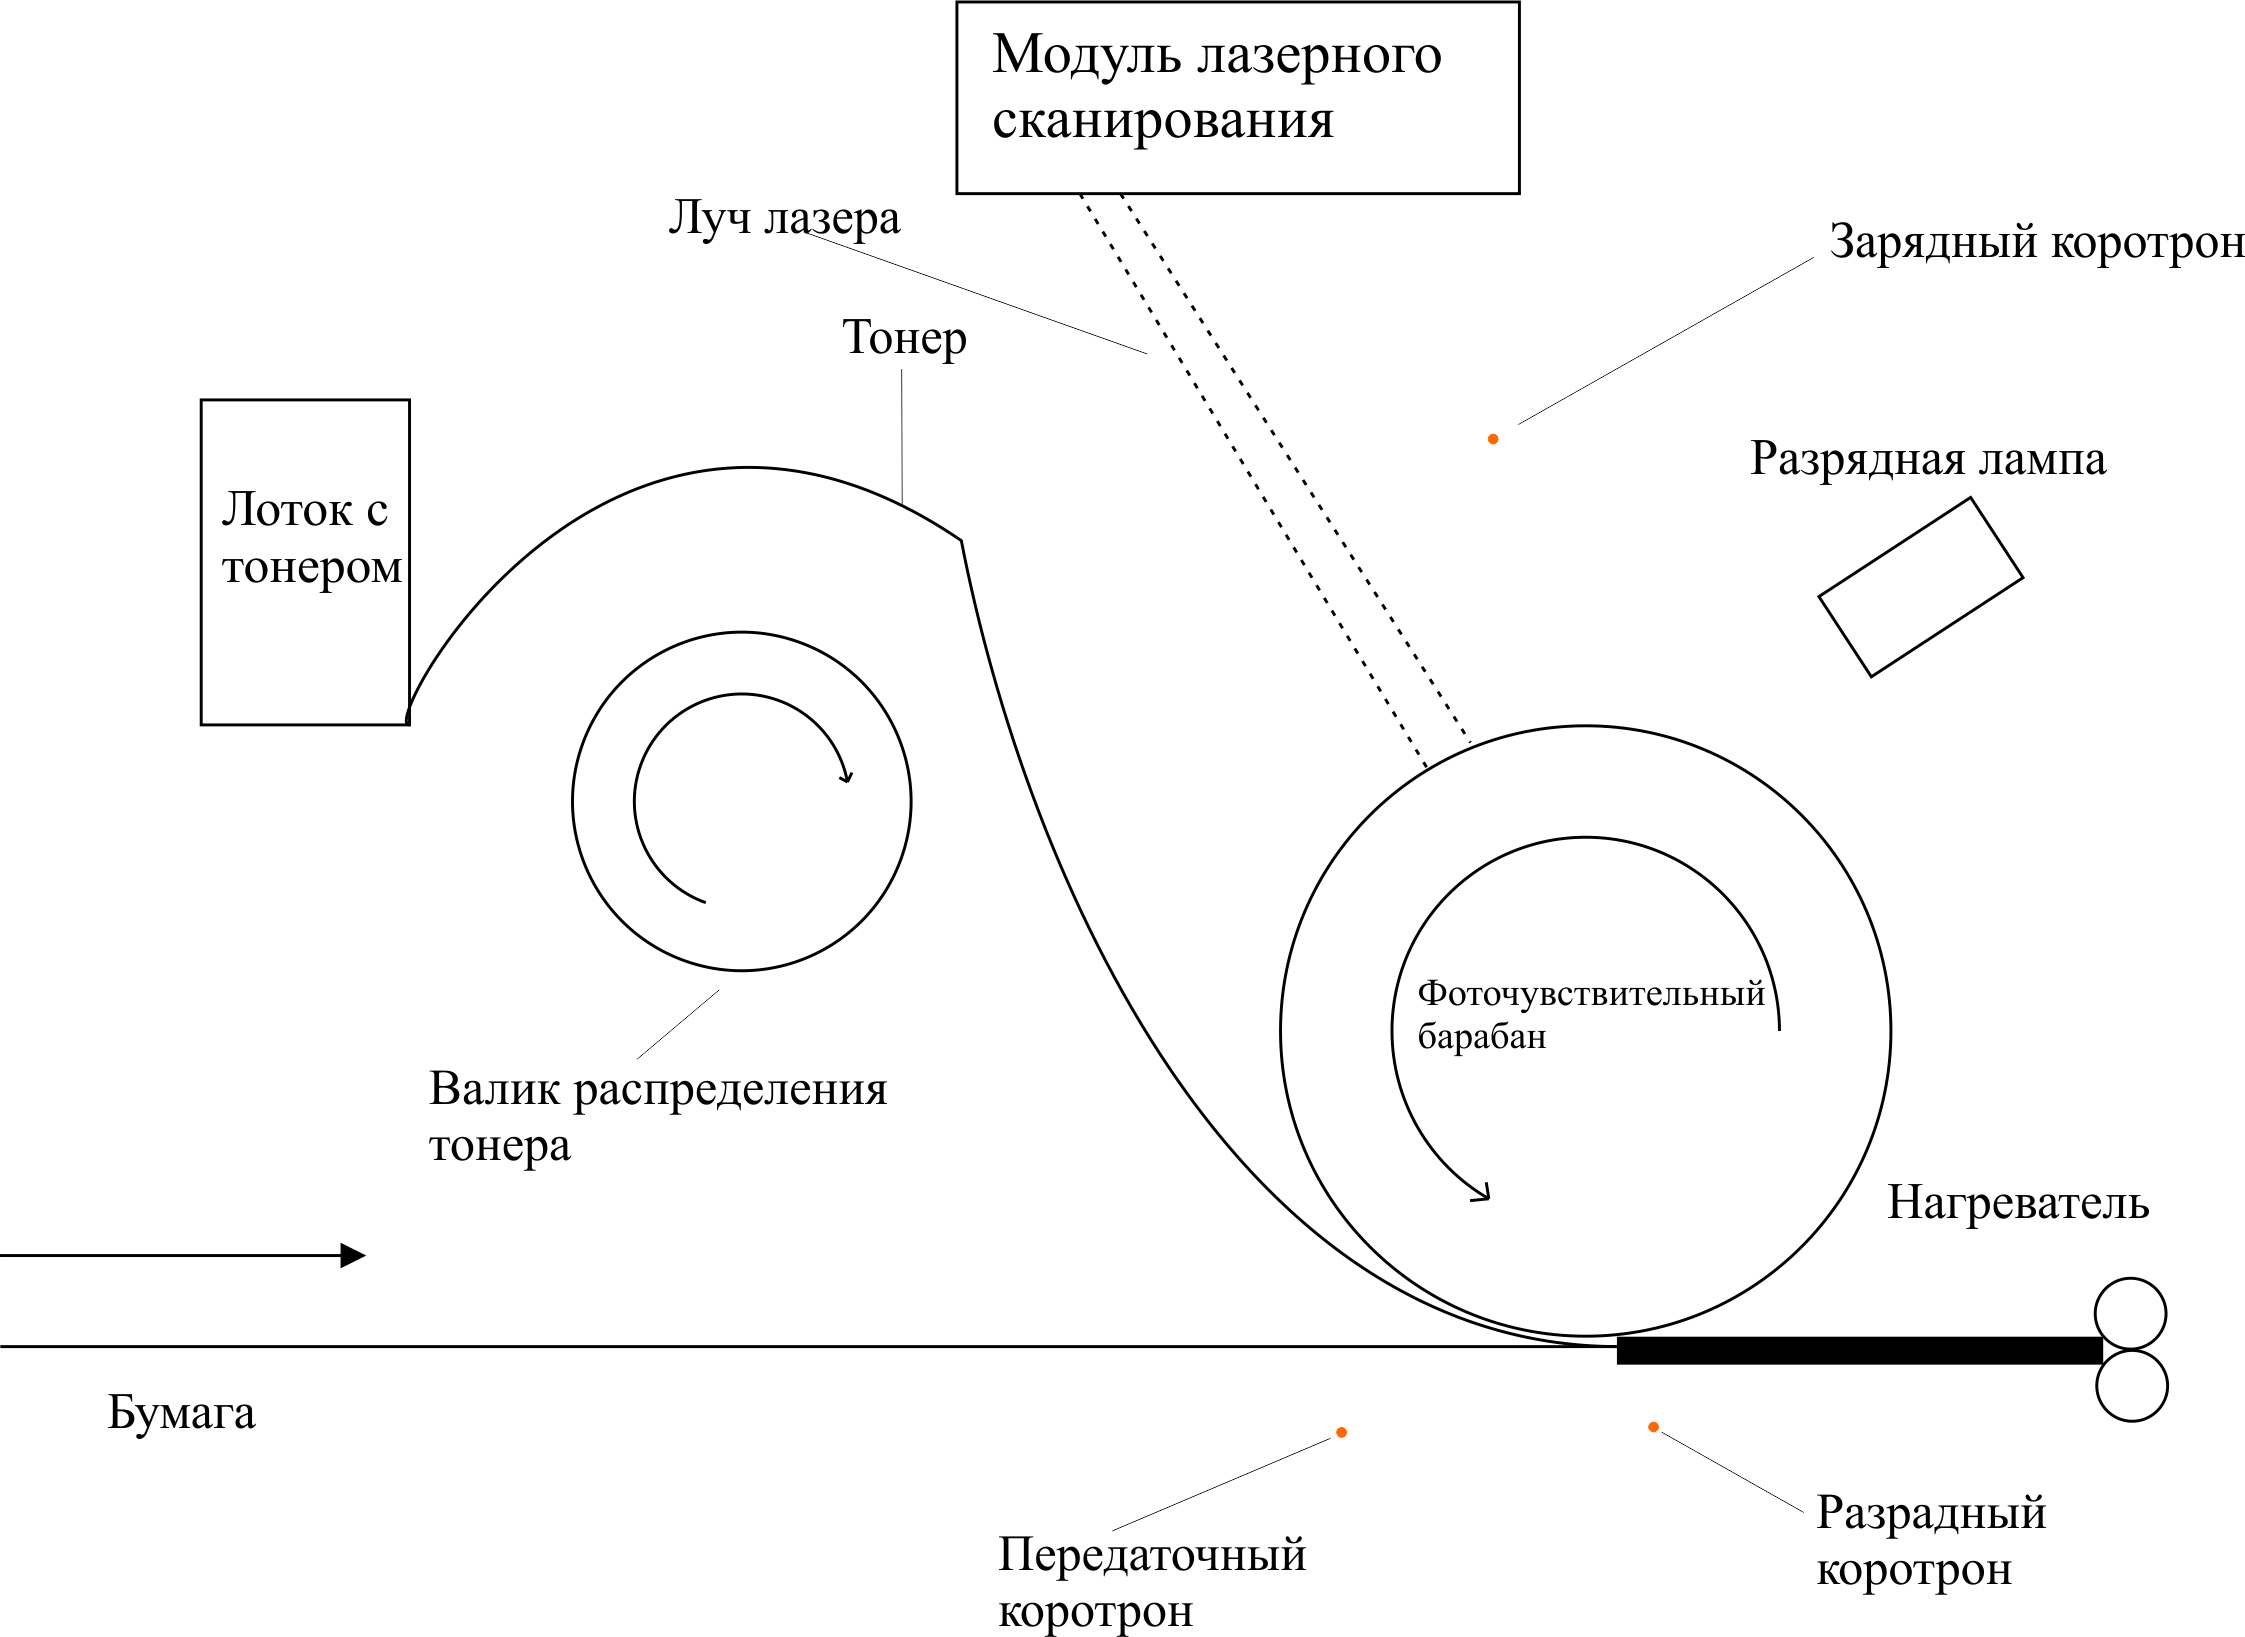 Модуль лазерного
сканирования
Луч лазера
Зарядный коротрон
Тонер
Разрядная лампа
Лоток с
тонером
Фоточувствительный
барабан
Валик распределения
тонера
Нагреватель
Бумага
Передаточный
коротрон
Разрадный
коротрон